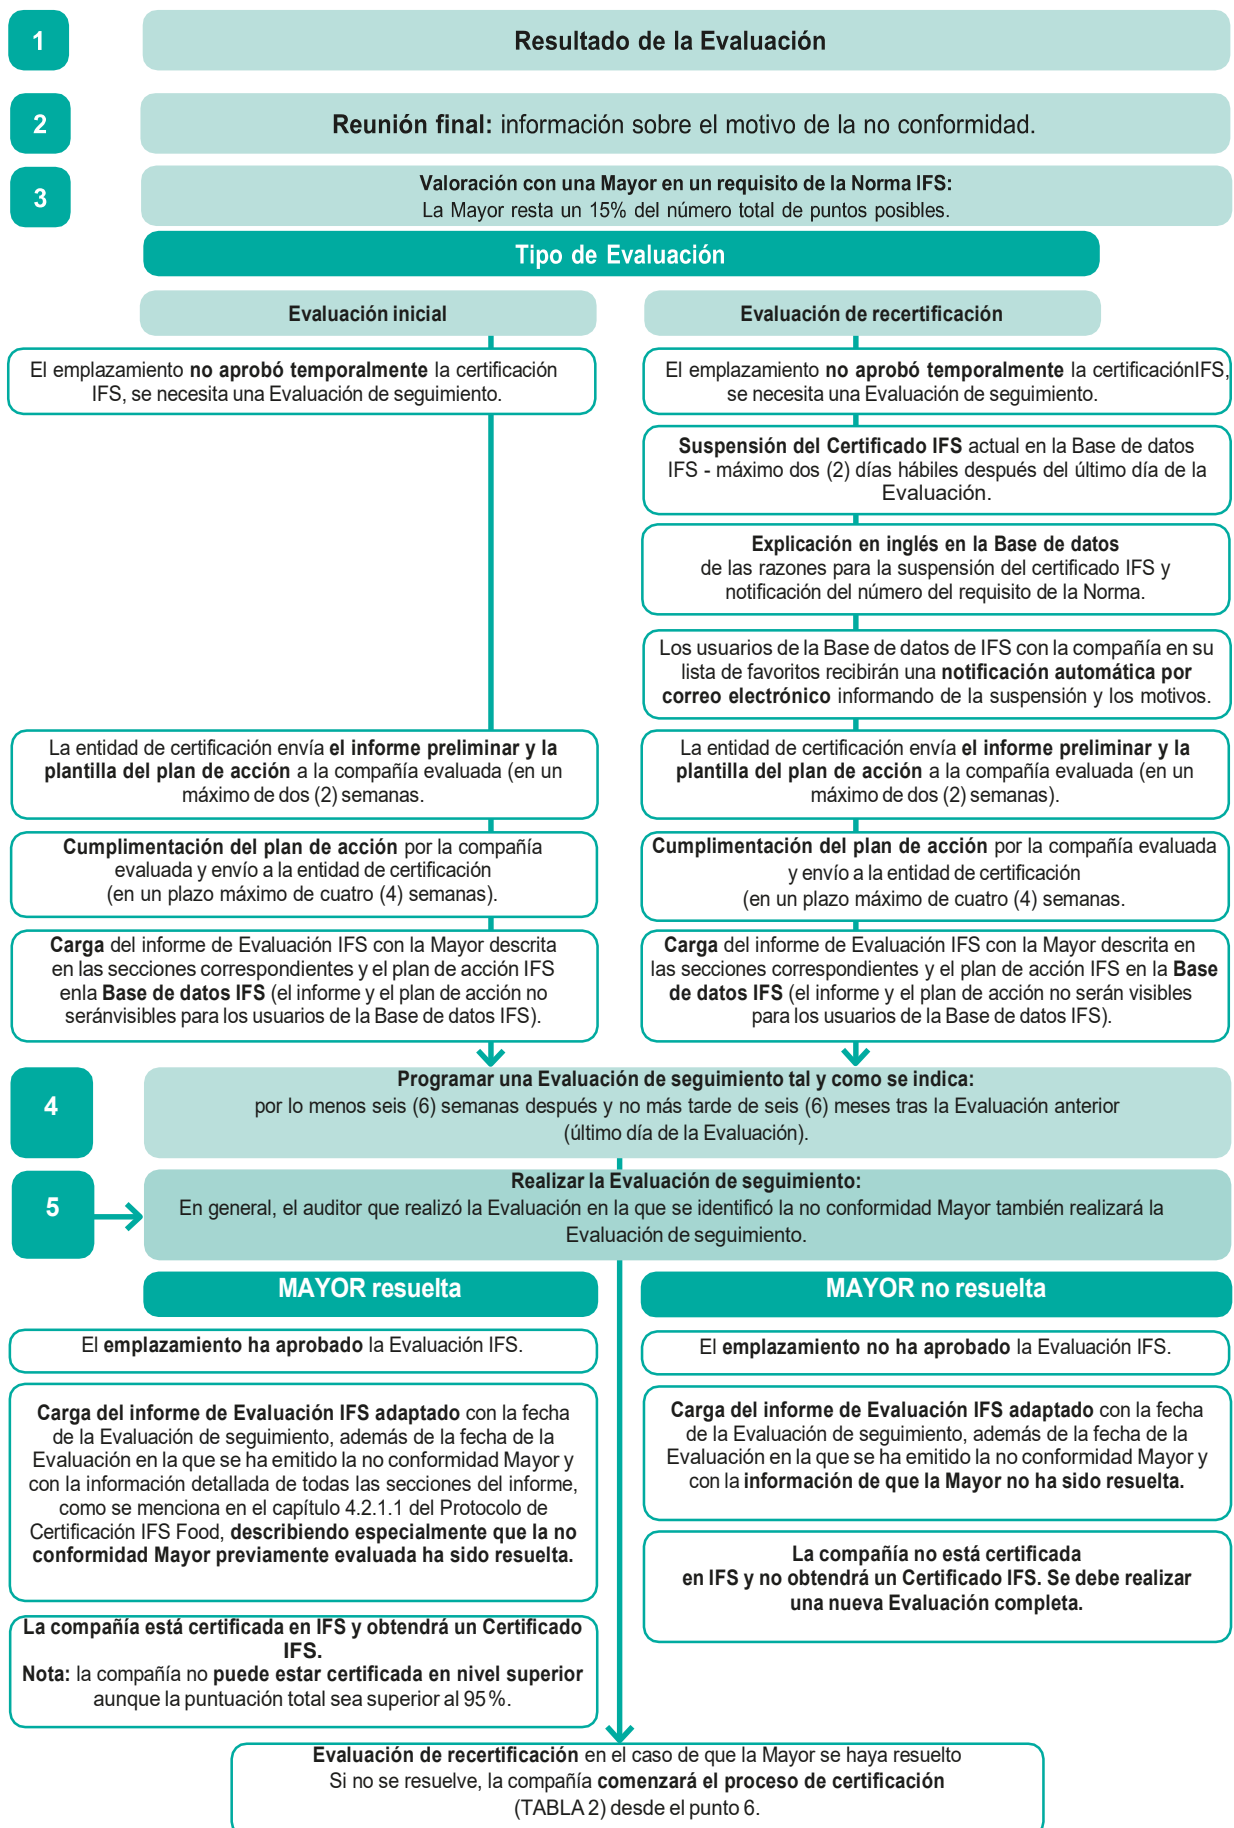 1
Resultado de la Evaluación
2
Reunión final: información sobre el motivo de la no conformidad.
3
Valoración con una Mayor en un requisito de la Norma IFS:
La Mayor resta un 15% del número total de puntos posibles.
Tipo de Evaluación
Evaluación inicial
El emplazamiento no aprobó temporalmente la certificación
IFS, se necesita una Evaluación de seguimiento.
La entidad de certificación envía el informe preliminar y la
plantilla del plan de acción a la compañía evaluada (en un
máximo de dos (2) semanas.
Cumplimentación del plan de acción por la compañía
evaluada y envío a la entidad de certificación
(en un plazo máximo de cuatro (4) semanas).
Carga del informe de Evaluación IFS con la Mayor descrita
en las secciones correspondientes y el plan de acción IFS
enla Base de datos IFS (el informe y el plan de acción no
seránvisibles para los usuarios de la Base de datos IFS).
Evaluación de recertificación
El emplazamiento no aprobó temporalmente la certificaciónIFS,
se necesita una Evaluación de seguimiento.
Suspensión del Certificado IFS actual en la Base de datos
IFS - máximo dos (2) días hábiles después del último día de la
Evaluación.
Explicación en inglés en la Base de datos
de las razones para la suspensión del certificado IFS y
notificación del número del requisito de la Norma.
Los usuarios de la Base de datos de IFS con la compañía en su
lista de favoritos recibirán una notificación automática por
correo electrónico informando de la suspensión y los motivos.
La entidad de certificación envía el informe preliminar y la
plantilla del plan de acción a la compañía evaluada (en un
máximo de dos (2) semanas).
Cumplimentación del plan de acción por la compañía evaluada
y envío a la entidad de certificación
(en un plazo máximo de cuatro (4) semanas.
Carga del informe de Evaluación IFS con la Mayor descrita en
las secciones correspondientes y el plan de acción IFS en la Base
de datos IFS (el informe y el plan de acción no serán visibles
para los usuarios de la Base de datos IFS).
4
Programar una Evaluación de seguimiento tal y como se indica:
por lo menos seis (6) semanas después y no más tarde de seis (6) meses tras la Evaluación anterior
(último día de la Evaluación).
5
Realizar la Evaluación de seguimiento:
En general, el auditor que realizó la Evaluación en la que se identificó la no conformidad Mayor también realizará la
Evaluación de seguimiento.
MAYOR resuelta
El emplazamiento ha aprobado la Evaluación IFS.
Carga del informe de Evaluación IFS adaptado con la fecha
de la Evaluación de seguimiento, además de la fecha de la
Evaluación en la que se ha emitido la no conformidad Mayor y
con la información detallada de todas las secciones del informe,
como se menciona en el capítulo 4.2.1.1 del Protocolo de
Certificación IFS Food, describiendo especialmente que la no
conformidad Mayor previamente evaluada ha sido resuelta.
La compañía está certificada en IFS y obtendrá un Certificado
IFS.
Nota: la compañía no puede estar certificada en nivel superior
aunque la puntuación total sea superior al 95%.
MAYOR no resuelta
El emplazamiento no ha aprobado la Evaluación IFS.
Carga del informe de Evaluación IFS adaptado con la fecha
de la Evaluación de seguimiento, además de la fecha de la
Evaluación en la que se ha emitido la no conformidad Mayor y
con la información de que la Mayor no ha sido resuelta.
La compañía no está certificada
en IFS y no obtendrá un Certificado IFS. Se debe realizar
una nueva Evaluación completa.
Evaluación de recertificación en el caso de que la Mayor se haya resuelto
Si no se resuelve, la compañía comenzará el proceso de certificación
(TABLA 2) desde el punto 6.